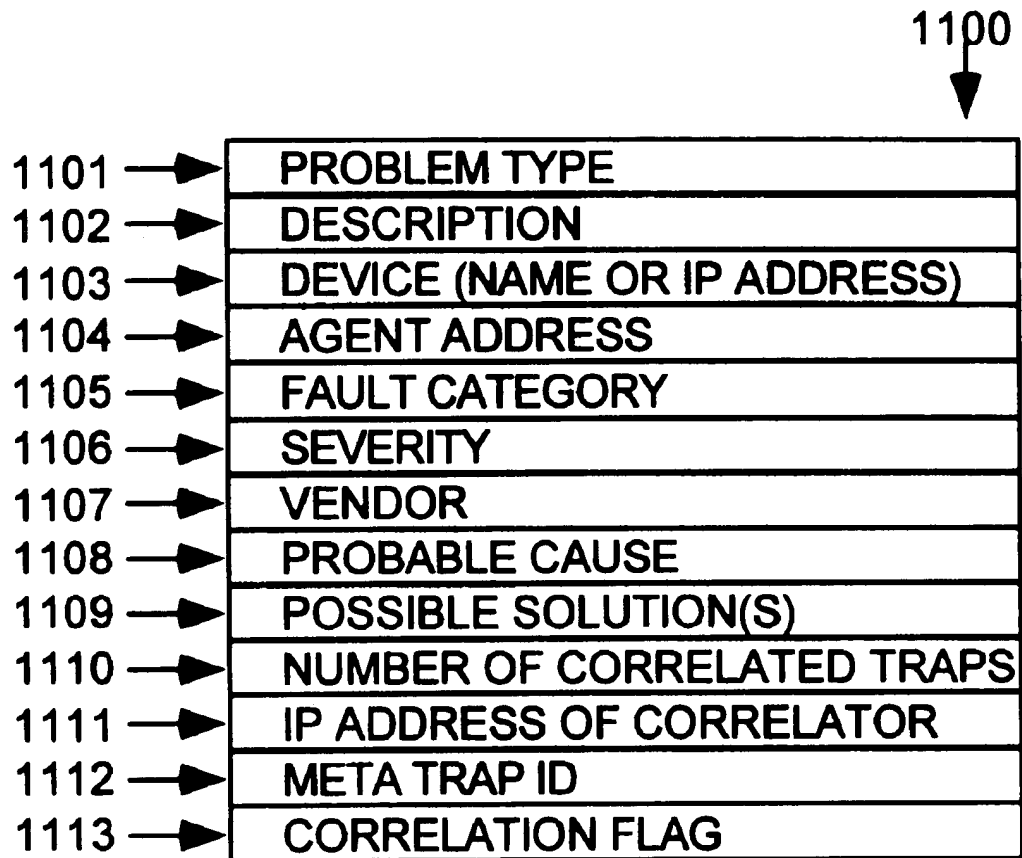 1100
1101 PROBLEM TYPE
1102 DESCRIPTION
1103 DEVICE (NAME OR IP ADDRESS)
1104 AGENT ADDRESS
1105 FAULT CATEGORY
1106 SEVERITY
1107 VENDOR
1108 PROBABLE CAUSE
1109 POSSIBLE SOLUTION(S)
1110 NUMBER OF CORRELATED TRAPS
1111 IP ADDRESS OF CORRELATOR
1112 META TRAP ID
1113 CORRELATION FLAG